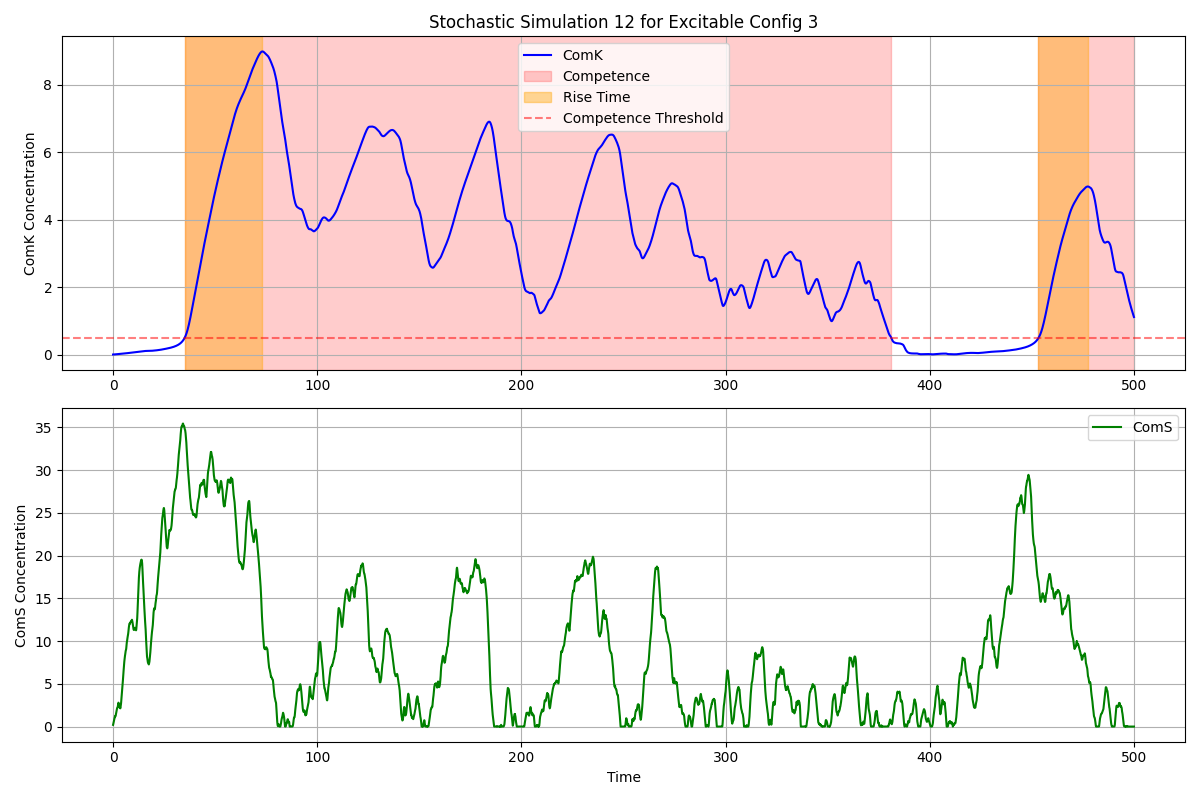 Stochastic Simulation 12 for Excitable Config 3
ComK Concentration
8
6
4
2
0
ComK
Competence
Rise Time
Competence Threshold
0 100 200 300 400 500
ComS Concentration
35
30
25
20
15
10
5
0
ComS
0 100 200 300 400 500
Time